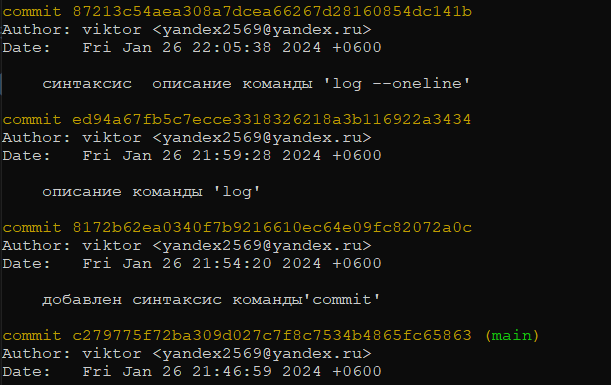 commit 87213c54aea308a7dcea66267d28160854dc141b
Author: viktor <yandex2569@yandex.ru>
Date:   Fri Jan 26 22:05:38 2024 +0600
синтаксис  описание команды 'log --oneline'
commit ed94a67fb5c7ecce3318326218a3b116922a3434
Author: viktor <yandex2569@yandex.ru>
Date:   Fri Jan 26 21:59:28 2024 +0600
описание команды 'log'
commit 8172b62ea0340f7b9216610ec64e09fc82072a0c
Author: viktor <yandex2569@yandex.ru>
Date:   Fri Jan 26 21:54:20 2024 +0600
добавлен синтаксис команды'commit'
commit c279775f72ba309d027c7f8c7534b4865fc65863 (main)
Author: viktor <yandex2569@yandex.ru>
Date:   Fri Jan 26 21:46:59 2024 +0600